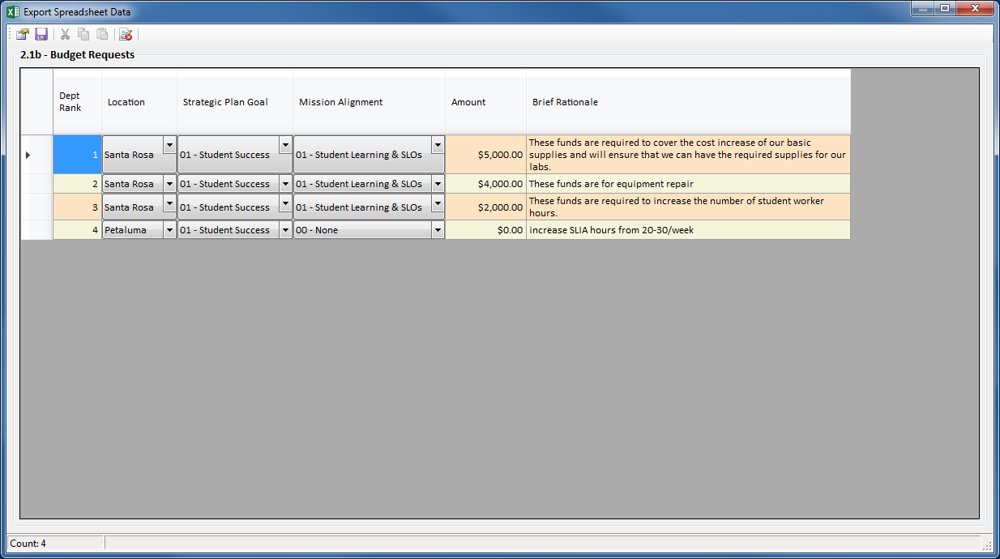 Export Spreadsheet Data
2.1b - Budget Requests
Dept
Rank
Location
Strategic Plan Goal
Mission Alignment
Amount
Brief Rationale
1 Santa Rosa 01 - Student Success 01 - Student Learning & SLOs $5,000.00 These funds are required to cover the cost increase of our basic
supplies and will ensure that we can have the required supplies for our
labs.
2 Santa Rosa 01 - Student Success 01 - Student Learning & SLOs $4,000.00 These funds are for equipment repair
3 Santa Rosa 01 - Student Success 01 - Student Learning & SLOs $2,000.00 These funds are required to increase the number of student worker
hours.
4 Petaluma 01 - Student Success 00 - None $0.00 increase SLIA hours from 20-30/week
Count: 4